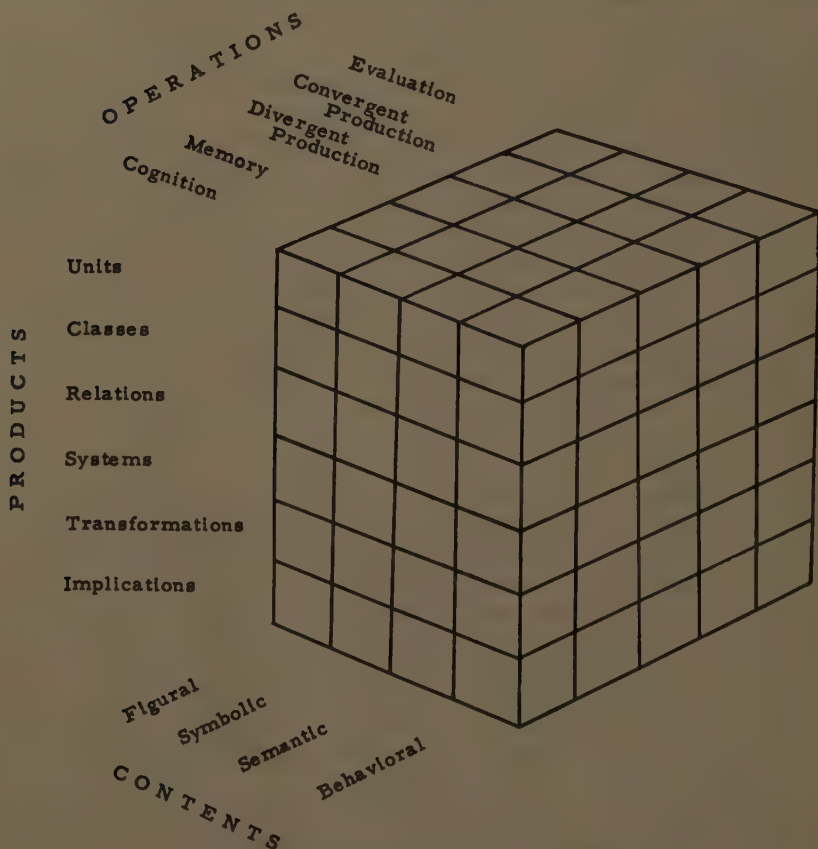 OPERATIONS
Evaluation
Convergent
Production
Divergent
Production
Memory
Cognition
PRODUCTS
Units
Classes
Relations
Systems
Transformations
Implications
Figural
Symbolic
Semantic
Behavioral
CONTENTS